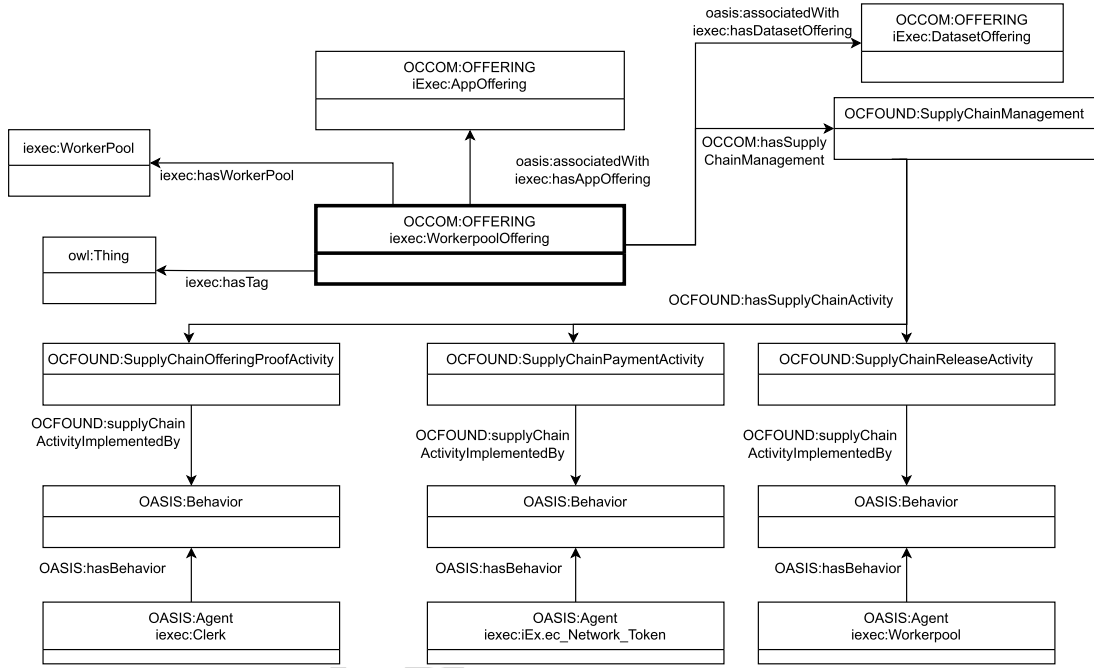 oasis:associatedWith
iexec:hasDatasetOffering
OCCOM:OFFERING
iExec:DatasetOffering
OCCOM:OFFERING
iExec:AppOffering
OCFOUND:SupplyChainManagement
iexec:WorkerPool
iexec:hasWorkerPool
oasis:associatedWith
iexec:hasAppOffering
OCCOM:hasSupply
ChainManagement
OCCOM:OFFERING
iexec:WorkerpoolOffering
owl:Thing
iexec:hasTag
OCFOUND:hasSupplyChainActivity
OCFOUND:SupplyChainOfferingProofActivity
OCFOUND:SupplyChainPaymentActivity
OCFOUND:SupplyChainReleaseActivity
OCFOUND:supplyChain
ActivityImplementedBy
OCFOUND:supplyChain
ActivityImplementedBy
OCFOUND:supplyChain
ActivityImplementedBy
OASIS:Behavior
OASIS:Behavior
OASIS:Behavior
OASIS:hasBehavior
OASIS:hasBehavior
OASIS:hasBehavior
OASIS:Agent
iexec:Clerk
OASIS:Agent
iexec:iEx.ec_Network_Token
OASIS:Agent
iexec:Workerpool